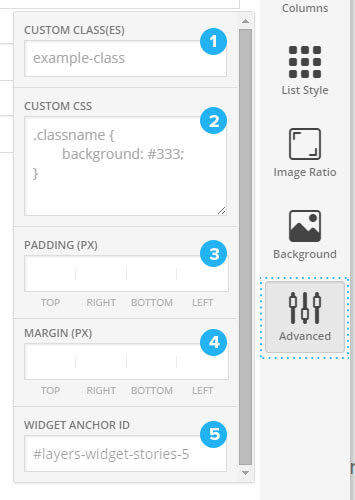 CUSTOM CLASS(ES)
1
example-class
CUSTOM CSS
2
.classname {
background: #333;
}
PADDING (PX)
3
TOP RIGHT BOTTOM LEFT
MARGIN (PX)
4
TOP RIGHT BOTTOM LEFT
WIDGET ANCHOR ID
5
#layers-widget-stories-5
Columns
List Style
Image Ratio
Background
Advanced